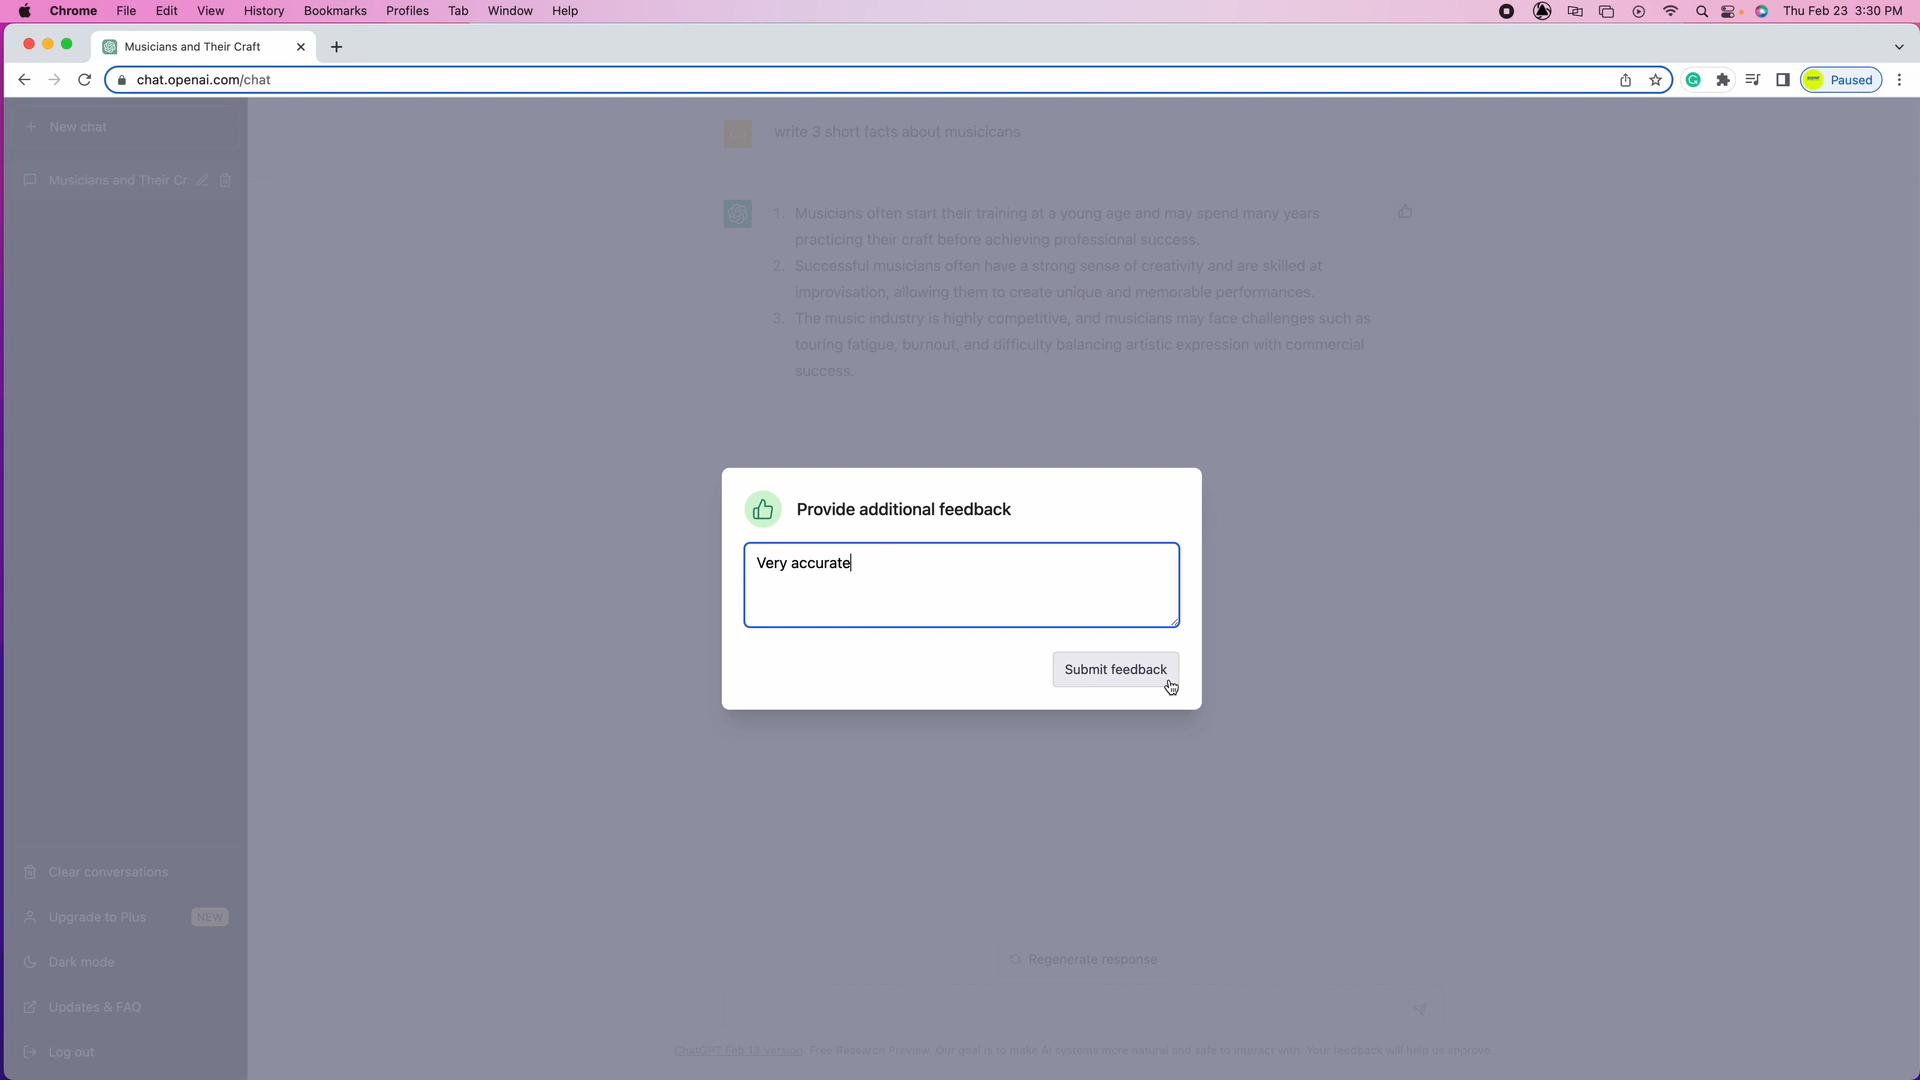 Chrome File Edit View History Bookmarks Profiles Tab Window Help Thu Feb 23 3:30 PM
Musicians and Their Craft
chat.openai.com/chat Paused
New chat
write 3 short facts about musicicans
Musicians and Their Cr
1. Musicians often start their training at a young age and may spend many years
practicing their craft before achieving professional success.
2. Successful musicians often have a strong sense of creativity and are skilled at
improvisation, allowing them to create unique and memorable performances.
3. The music industry is highly competitive, and musicians may face challenges such as
touring fatigue, burnout, and difficulty balancing artistic expression with commercial
success.
Provide additional feedback
Very accurate
Submit feedback
Clear conversations
Upgrade to Plus NEW
Dark mode
Regenerate response
Updates & FAQ
Log out
ChatGPT Feb 13 Version. Free Research Preview. Our goal is to make AI systems more natural and safe to interact with. Your feedback will help us improve.